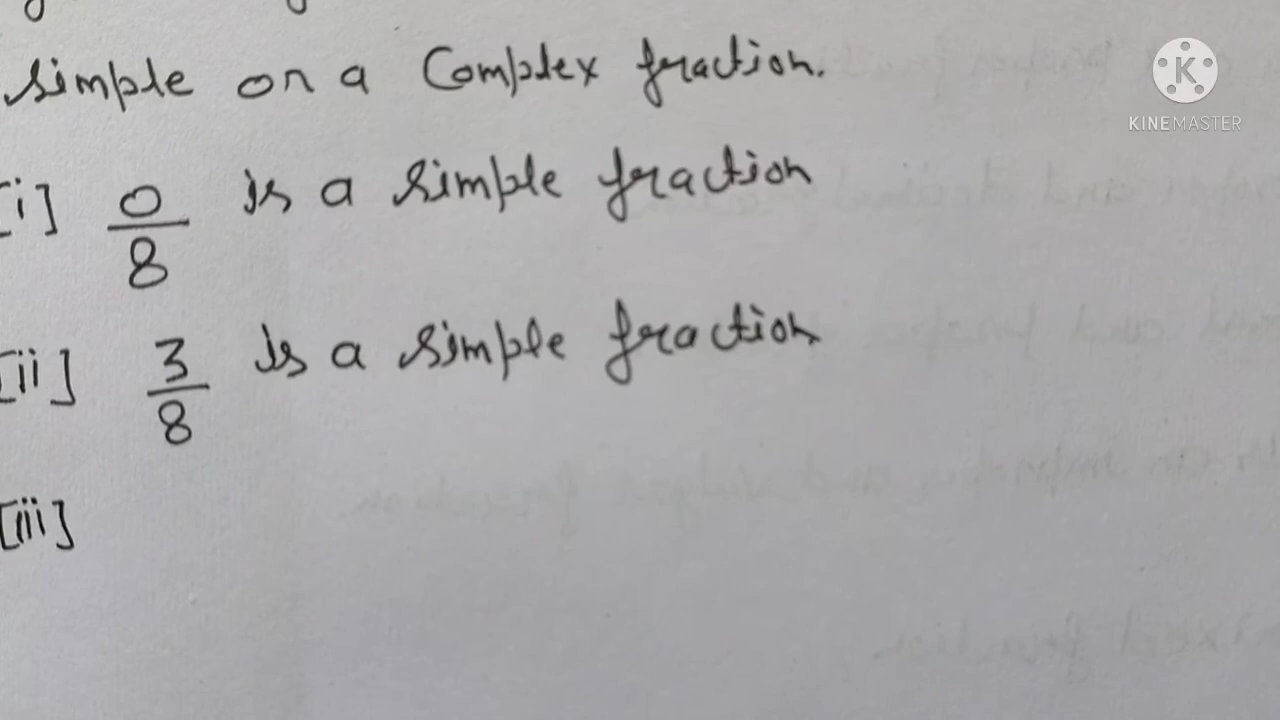 simple or a Complex fraction.
[i] 0/8 is a simple fraction
[ii] 3/8 is a simple fraction
[iii]
KINEMASTER